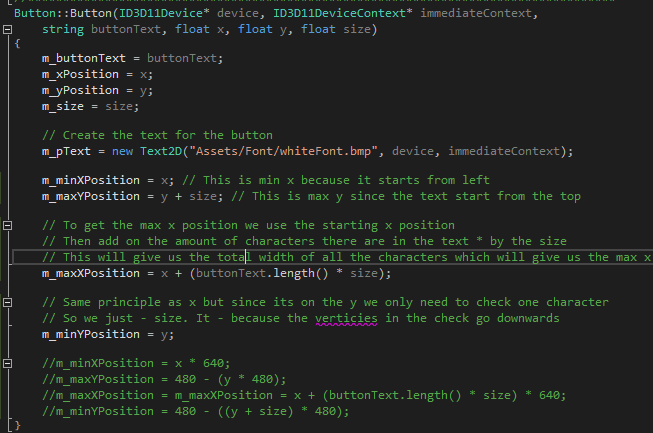 Button::Button(ID3D11Device* device, ID3D11DeviceContext* immediateContext,
string buttonText, float x, float y, float size)
{
m_buttonText = buttonText;
m_xPosition = x;
m_yPosition = y;
m_size = size;
// Create the text for the button
m_pText = new Text2D("Assets/Font/whiteFont.bmp", device, immediateContext);
m_minXPosition = x; // This is min x because it starts from left
m_maxYPosition = y + size; // This is max y since the text start from the top
// To get the max x position we use the starting x position
// Then add on the amount of characters there are in the text * by the size
// This will give us the total width of all the characters which will give us the max x
m_maxXPosition = x + (buttonText.length() * size);
// Same principle as x but since its on the y we only need to check one character
// So we just - size. It - because the verticies in the check go downwards
m_minYPosition = y;
//m_minXPosition = x * 640;
//m_maxYPosition = 480 - (y * 480);
//m_maxXPosition = m_maxXPosition = x + (buttonText.length() * size) * 640;
//m_minYPosition = 480 - ((y + size) * 480);
}